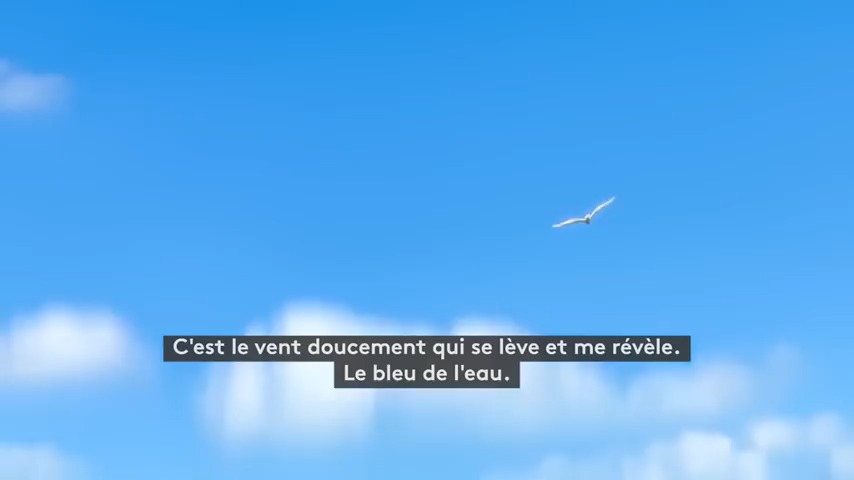 C'est le vent doucement qui se lève et me révèle.
Le bleu de l'eau.